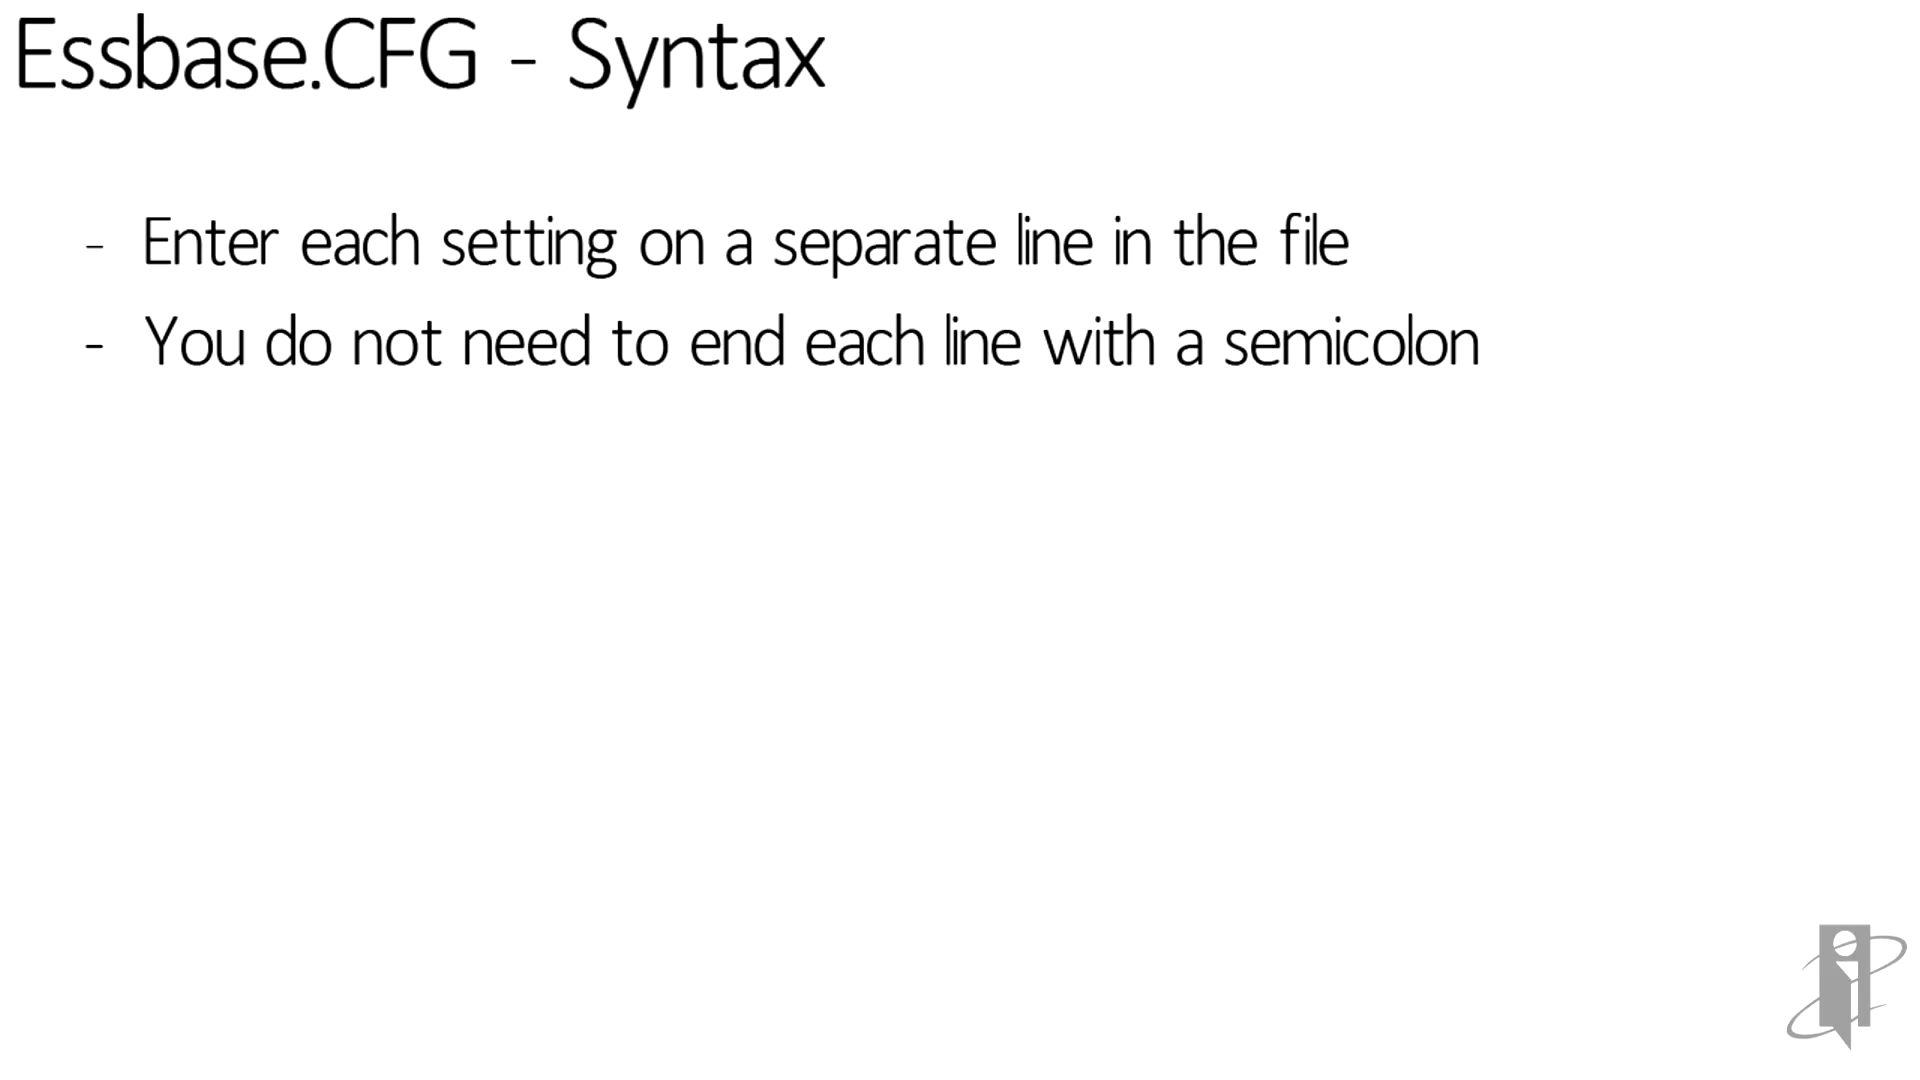 Essbase.CFG - Syntax
- Enter each setting on a separate line in the file
- You do not need to end each line with a semicolon